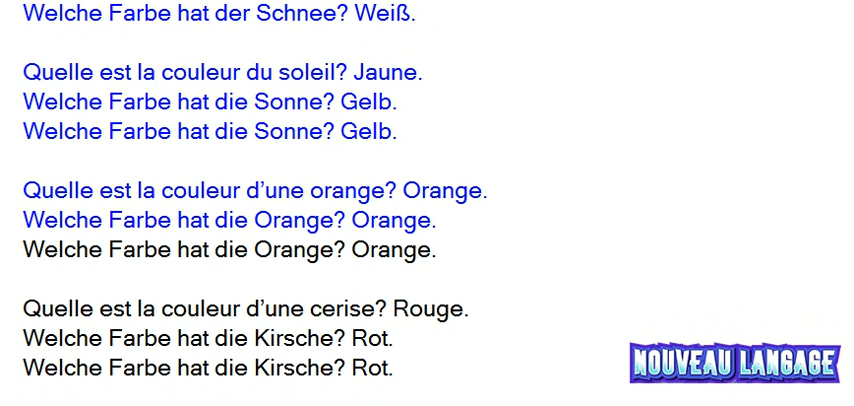 Welche Farbe hat der Schnee? Weiß.
Quelle est la couleur du soleil? Jaune.
Welche Farbe hat die Sonne? Gelb.
Welche Farbe hat die Sonne? Gelb.
Quelle est la couleur d’une orange? Orange.
Welche Farbe hat die Orange? Orange.
Welche Farbe hat die Orange? Orange.
Quelle est la couleur d’une cerise? Rouge.
Welche Farbe hat die Kirsche? Rot.
Welche Farbe hat die Kirsche? Rot.
NOUVEAU LANGAGE